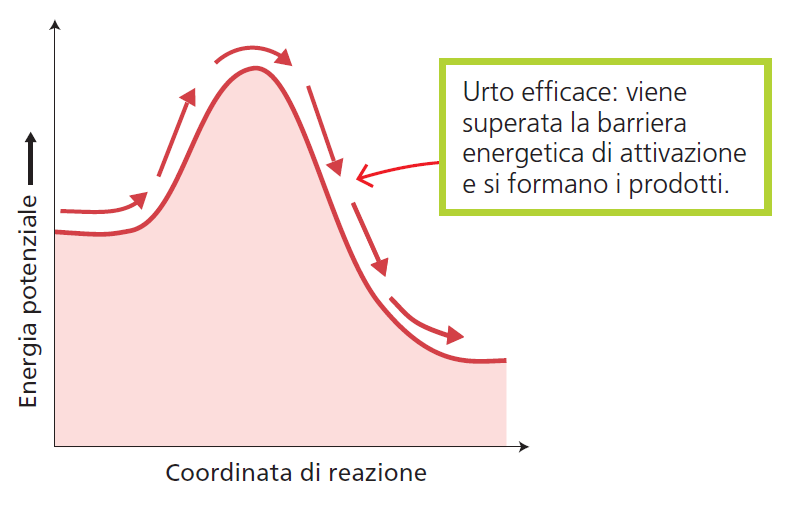 Urto efficace: viene
superata la barriera
energetica di attivazione
e si formano i prodotti.
Energia potenziale
Coordinata di reazione